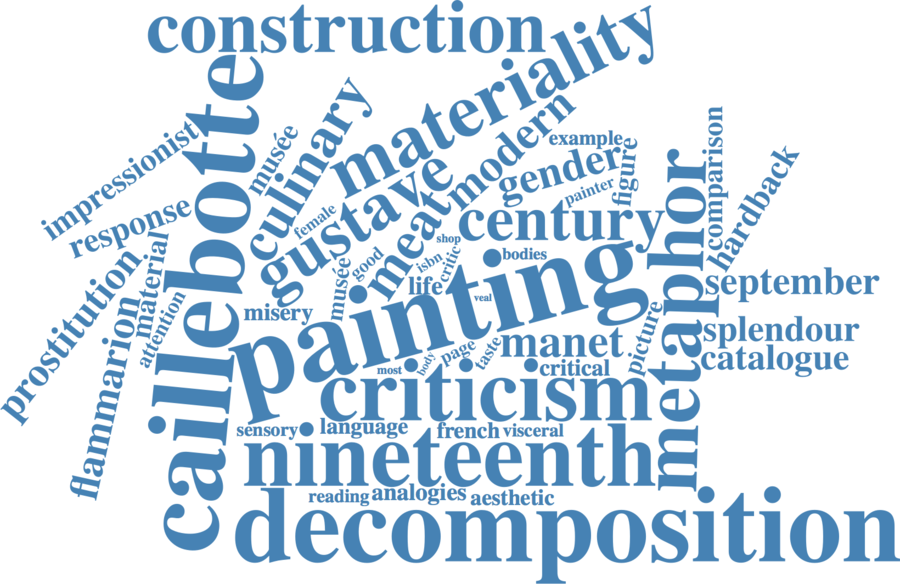 construction
materiality
caillebotte
culinary
musée
modern
impressionist
example
gender
figure
comparison
painter
hardback
response
female
gustave
meat
century
metaphor
shop
material
good
isbn
critic
bodies
prostitution
musée
life
veal
painting
september
attention
misery
flammarion
picture
splendour
manet
catalogue
page
taste
body
most
critical
criticism
sensory
language
french
visceral
nineteenth
reading
analogies
aesthetic
decomposition